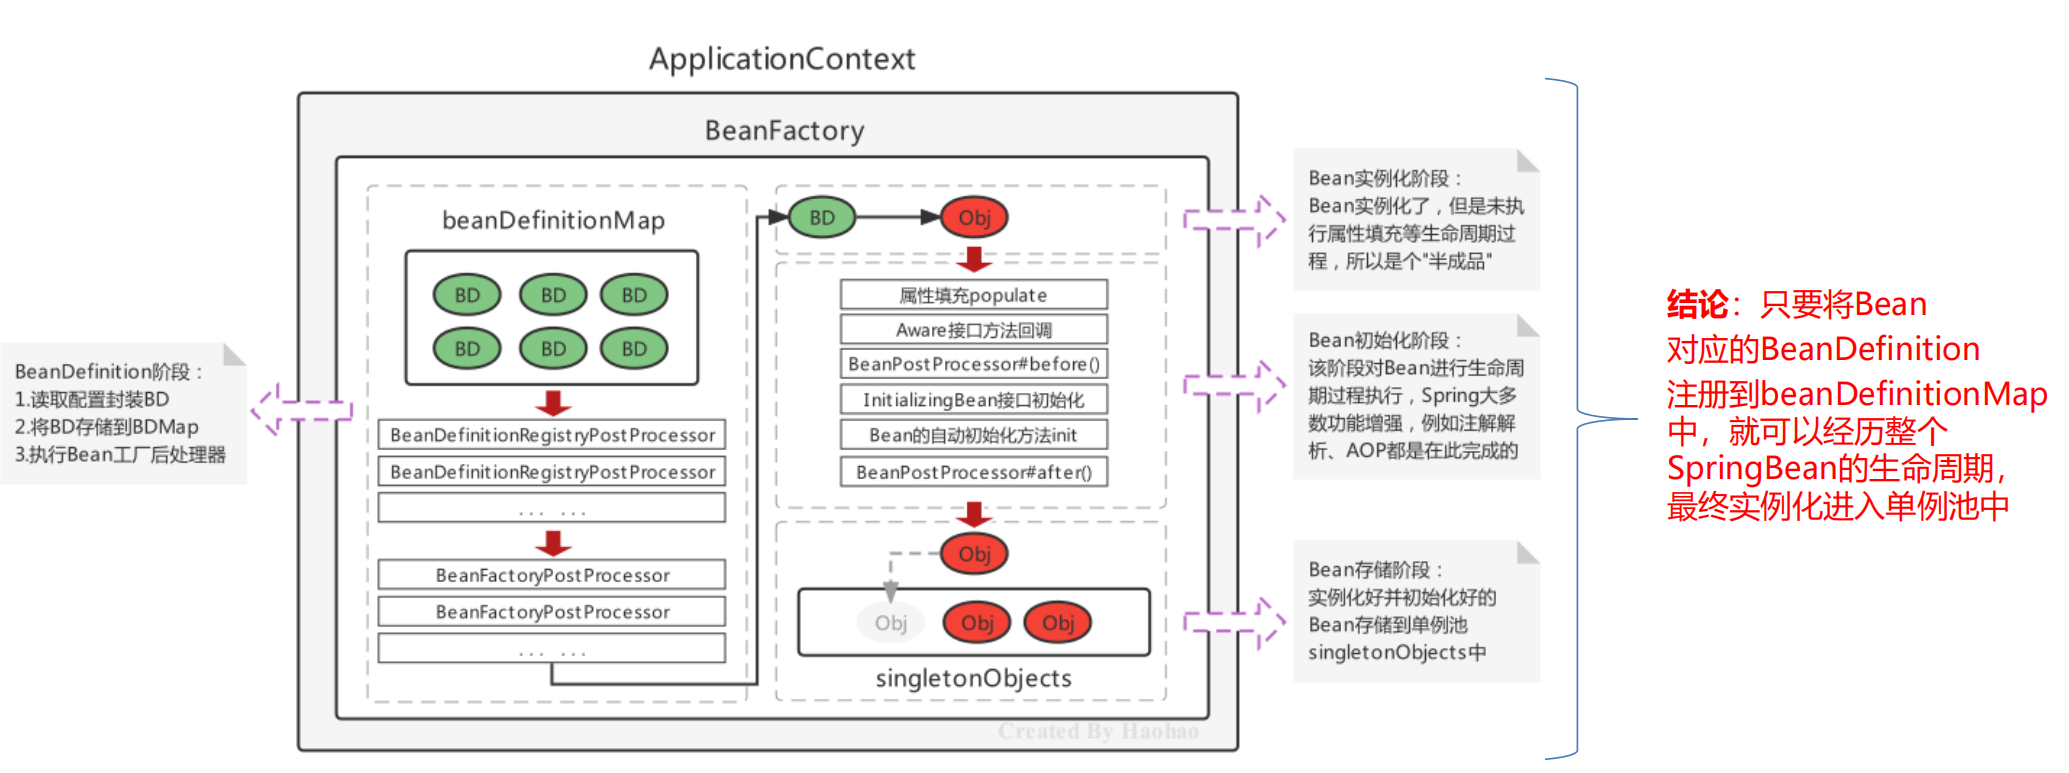 ApplicationContext
BeanFactory
beanDefinitionMap
BD
BD
BD
BD
BD
BD
BeanDefinitionRegistryPostProcessor
BeanDefinitionRegistryPostProcessor
... ...
BeanFactoryPostProcessor
BeanFactoryPostProcessor
... ...
BeanDefinition阶段：
1.读取配置封装BD
2.将BD存储到BDMap
3.执行Bean工厂后处理器
BD
Obj
属性填充populate
Aware接口方法回调
BeanPostProcessor#before()
InitializingBean接口初始化
Bean的自动初始化方法init
BeanPostProcessor#after()
Obj
Obj
Obj
Obj
singletonObjects
Created By Haohao
Bean实例化阶段：
Bean实例化了，但是未执
行属性填充等生命周期过
程，所以是个"半成品"
Bean初始化阶段：
该阶段对Bean进行生命周
期过程执行，Spring大多
数功能增强，例如注解解
析、AOP都是在此完成的
Bean存储阶段：
实例化好并初始化好的
Bean存储到单例池
singletonObjects中
结论：只要将Bean
对应的BeanDefinition
注册到beanDefinitionMap
中，就可以经历整个
SpringBean的生命周期，
最终实例化进入单例池中